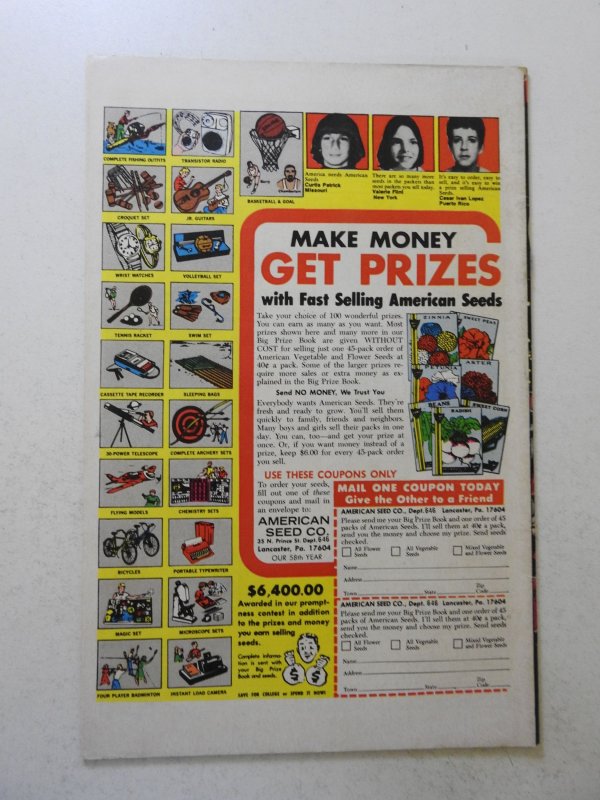 COMPLETE FISHING OUTFITS
TRANSISTOR RADIO
CROQUET SET
JR. GUITARS
WRIST WATCHES
VOLLEYBALL SET
TENNIS RACKET
SWIM SET
CASSETTE TAPE RECORDER
SLEEPING BAGS
30-POWER TELESCOPE
COMPLETE ARCHERY SETS
FLYING MODELS
CHEMISTRY SETS
BICYCLES
PORTABLE TYPEWRITER
MAGIC SET
MICROSCOPE SETS
FOUR PLAYER BADMINTON
INSTANT LOAD CAMERA
BASKETBALL & GOAL
America needs American
Seeds
Curtis Patrick
Missouri
There are so many more
seeds in the packets than
most packets you sell today.
Valerie Flint
New York
It's easy to order, easy to
sell, and it's easy to win
a prize selling American
Seeds.
Cesar Ivan Lopez
Puerto Rico
MAKE MONEY
GET PRIZES
with Fast Selling American Seeds
Take your choice of 100 wonderful prizes.
You can earn as many as you want. Most
prizes shown here and many more in our
Big Prize Book are given WITHOUT
COST for selling just one 45-pack order of
American Vegetable and Flower Seeds at
40¢ a pack. Some of the larger prizes re-
quire more sales or extra money as ex-
plained in the Big Prize Book.
Send NO MONEY, We Trust You
Everybody wants American Seeds. They're
fresh and ready to grow. You'll sell them
quickly to family, friends and neighbors.
Many boys and girls sell their packs in one
day. You can, too—and get your prize at
once. Or, if you want money instead of a
prize, keep $6.00 for every 45-pack order
you sell.
ZINNIA
SWEET PEAS
ASTER
PETUNIA
BEANS
RADISH
SWEET CORN
USE THESE COUPONS ONLY
To order your seeds,
fill out one of these
coupons and mail in
an envelope to:
AMERICAN
SEED CO.
35 N. Prince St. Dept. 646
Lancaster, Pa. 17604
OUR 58th YEAR
MAIL ONE COUPON TODAY
Give the Other to a Friend
AMERICAN SEED CO., Dept. 646 Lancaster, Pa. 17604
Please send me your Big Prize Book and one order of 45
packs of American Seeds. I'll sell them at 40¢ a pack,
send you the money and choose my prize. Send seeds
checked.
All Flower
Seeds
All Vegetable
Seeds
Mixed Vegetable
and Flower Seeds
Name
Address
Town State Zip
Code
AMERICAN SEED CO., Dept. 646 Lancaster, Pa. 17604
Please send me your Big Prize Book and one order of 45
packs of American Seeds. I'll sell them at 40¢ a pack,
send you the money and choose my prize. Send seeds
checked.
All Flower
Seeds
All Vegetable
Seeds
Mixed Vegetable
and Flower Seeds
Name
Address
Town State Zip
Code
$6,400.00
Awarded in our prompt-
ness contest in addition
to the prizes and money
you earn selling
seeds.
Complete informa-
tion is sent with
your Big Prize
Book and seeds.
$ $
SAVE FOR COLLEGE or SPEND IT NOW!